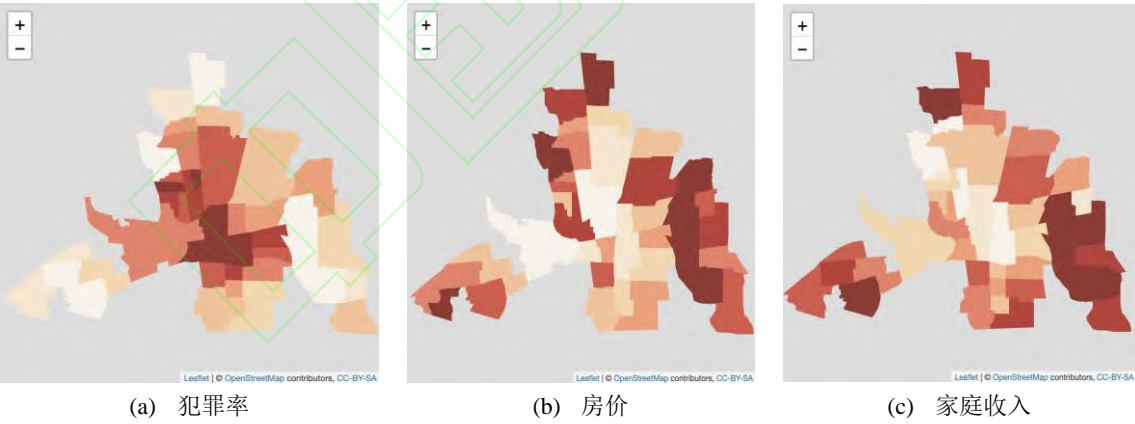 +
−
+
−
+
−
Leaflet | © OpenStreetMap contributors, CC-BY-SA
Leaflet | © OpenStreetMap contributors, CC-BY-SA
Leaflet | © OpenStreetMap contributors, CC-BY-SA
(a) 犯罪率
(b) 房价
(c) 家庭收入